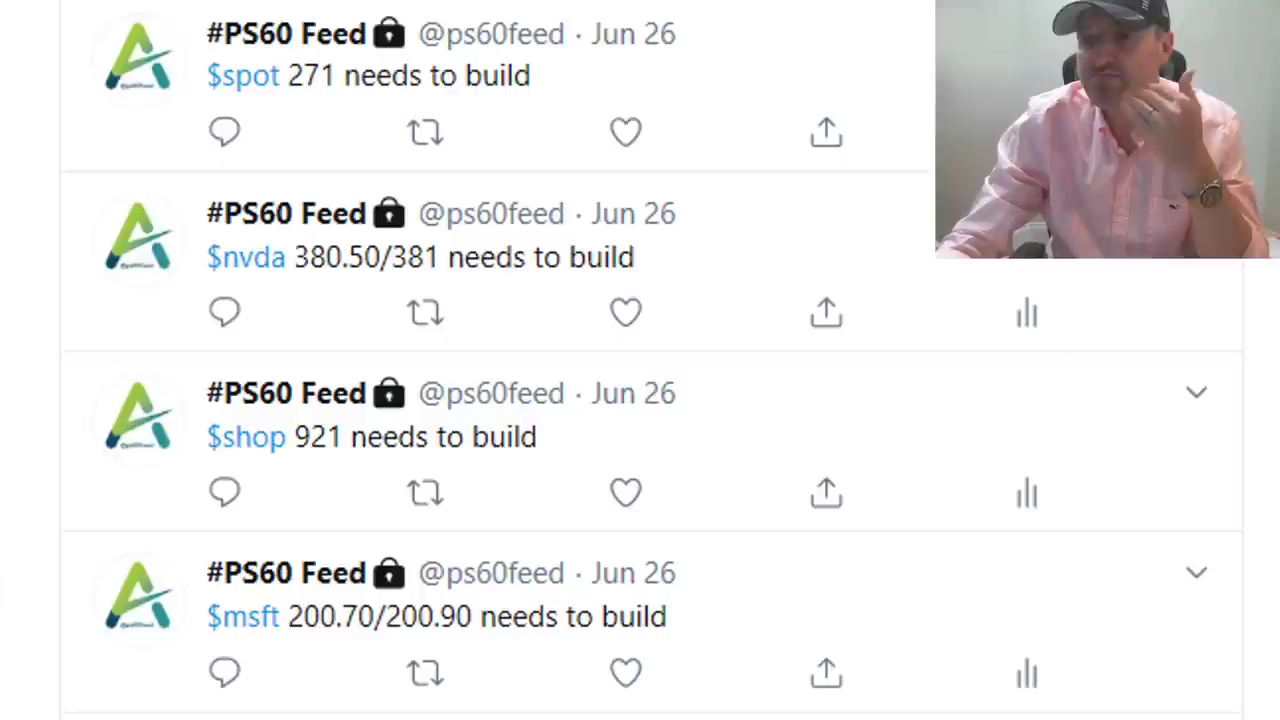 #PS60 Feed @ps60feed · Jun 26
$spot 271 needs to build
#PS60 Feed @ps60feed · Jun 26
$nvda 380.50/381 needs to build
#PS60 Feed @ps60feed · Jun 26
$shop 921 needs to build
#PS60 Feed @ps60feed · Jun 26
$msft 200.70/200.90 needs to build